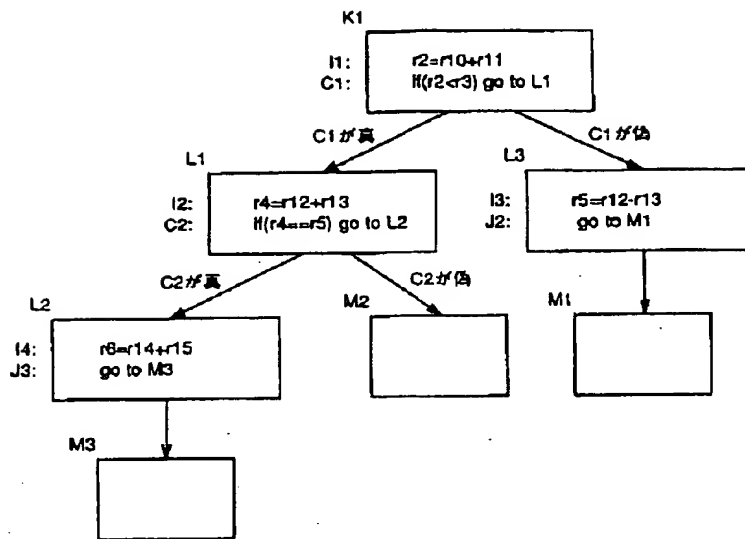 K1
I1: r2=r10+r11
C1: If(r2<r3) go to L1
C1が真 C1が偽
L1 L3
I2: r4=r12+r13
C2: If(r4==r5) go to L2
I3: r5=r12-r13
J2: go to M1
C2が真 C2が偽
L2 M2 M1
I4: r6=r14+r15
J3: go to M3
M3